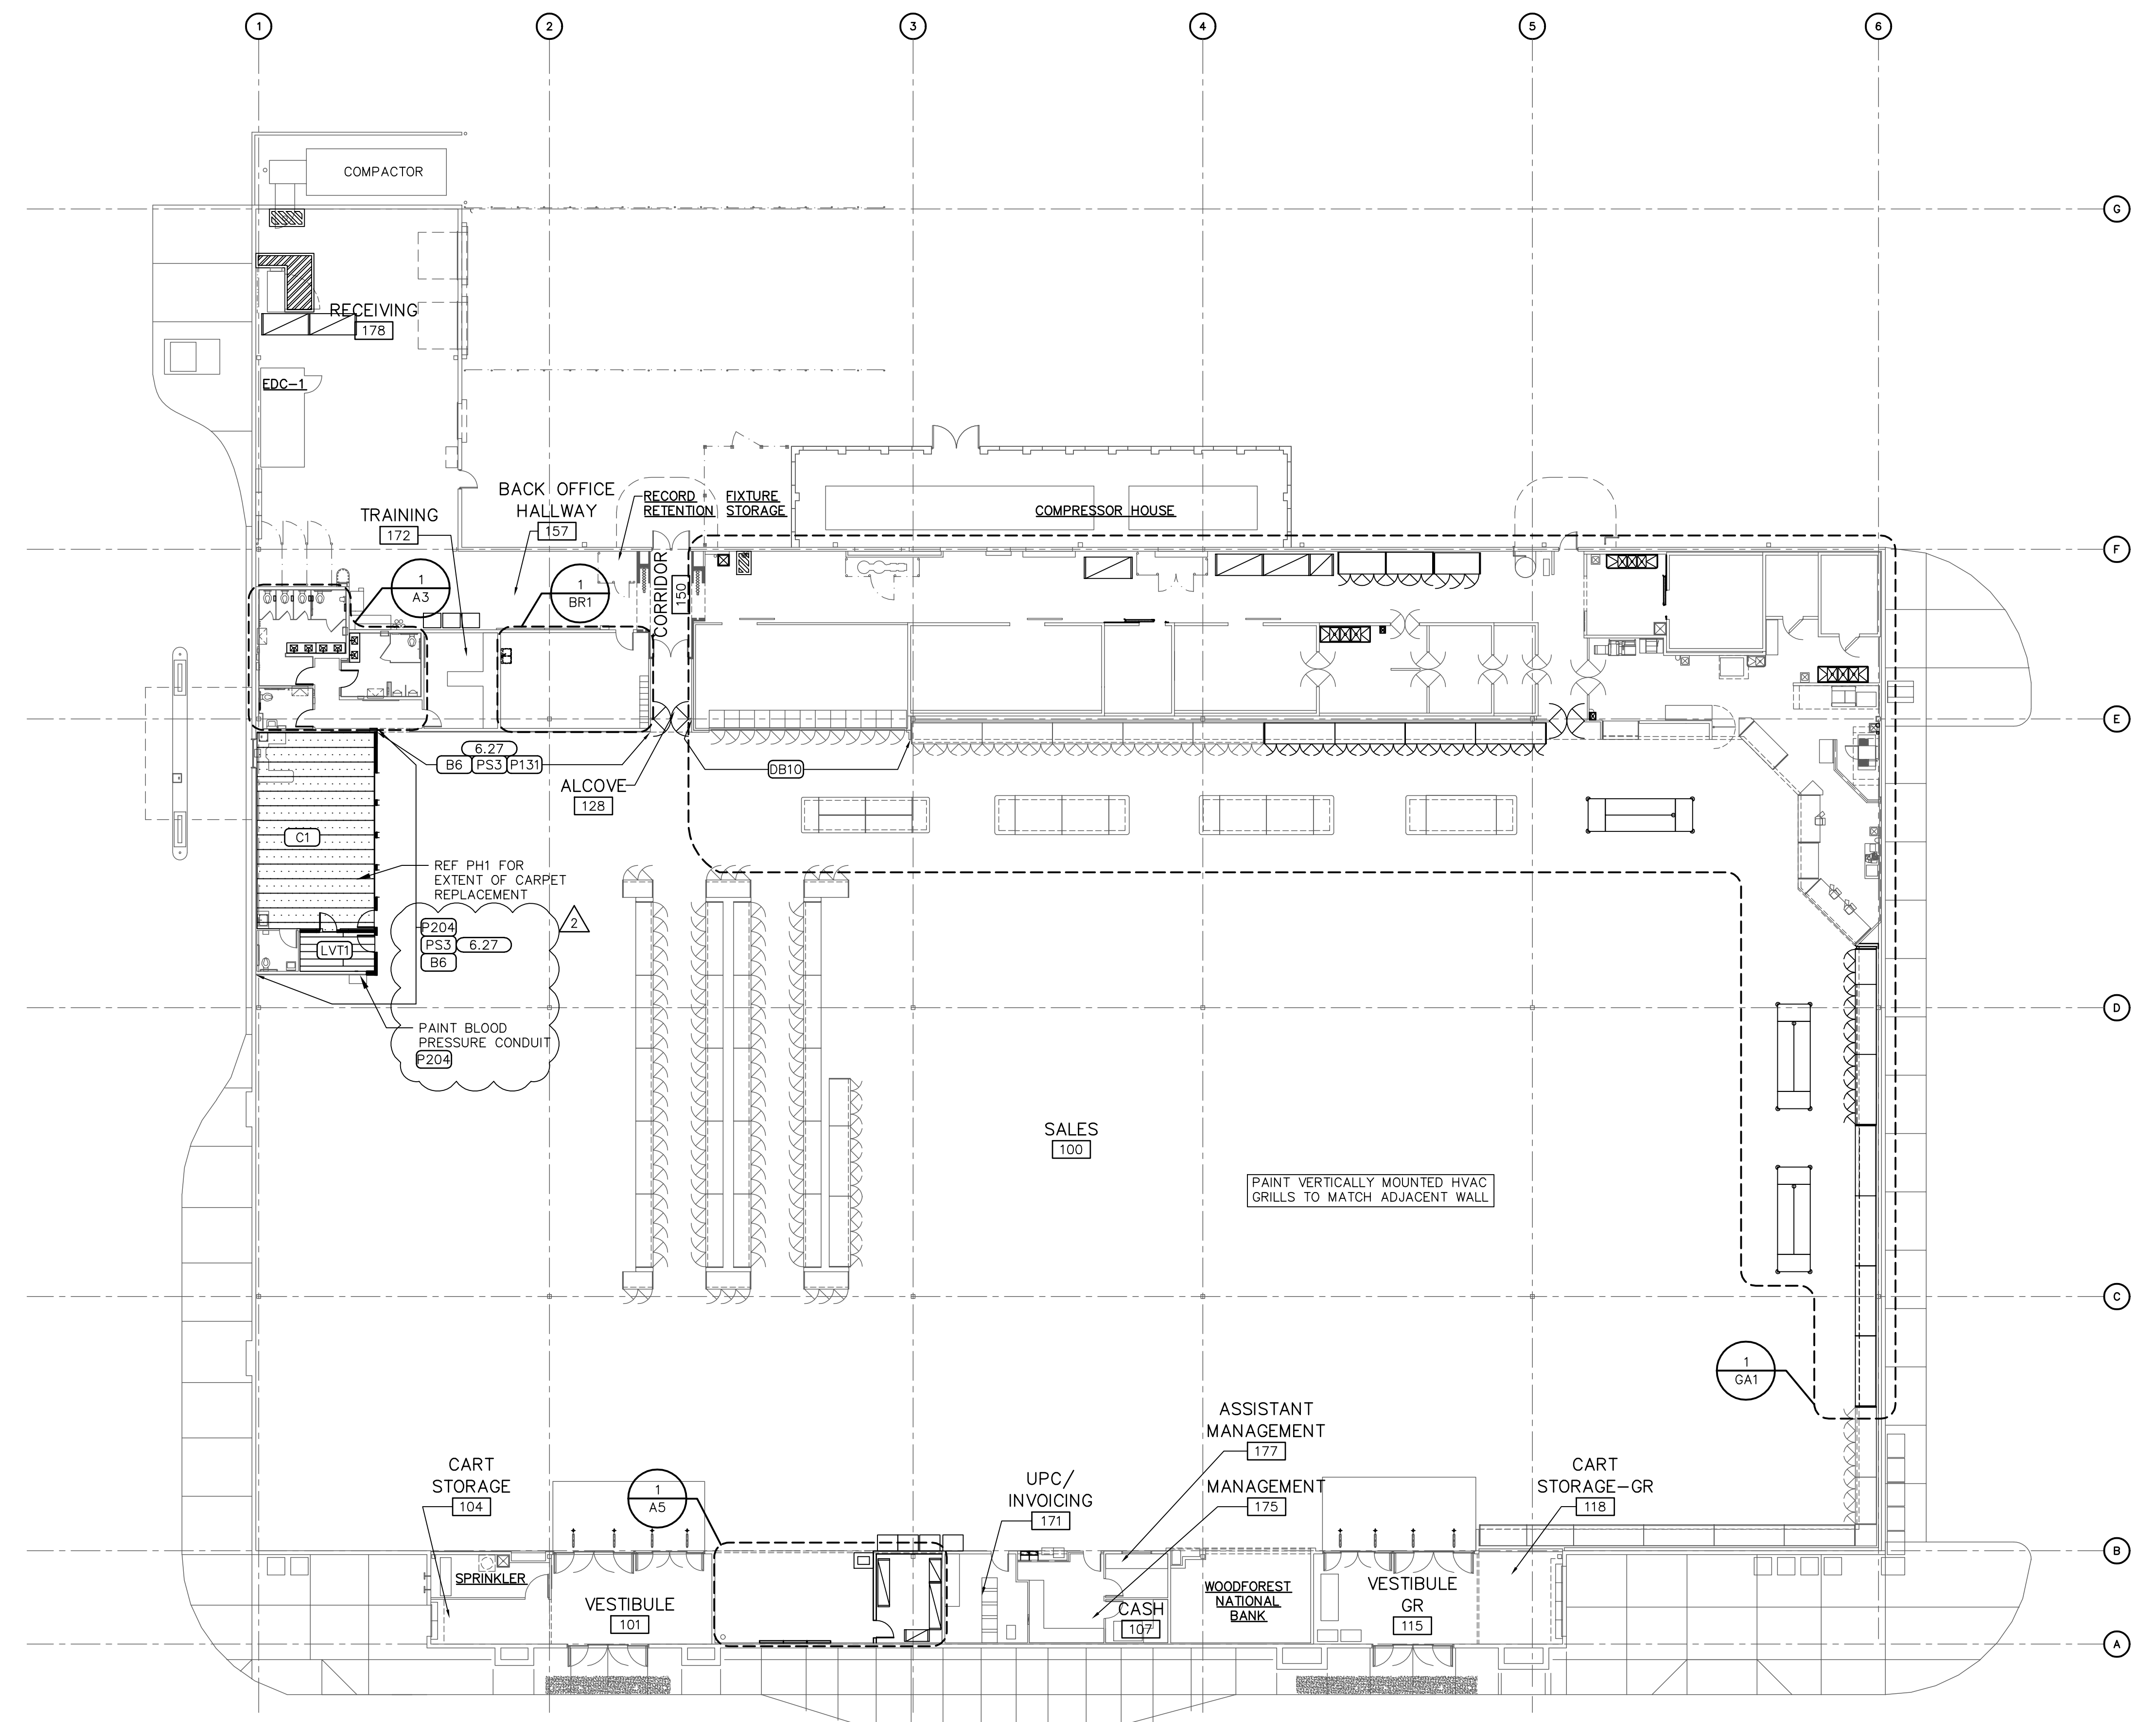 1
2
3
4
5
6
COMPACTOR
G
RECEIVING
178
EDC-1
BACK OFFICE
HALLWAY
157
TRAINING
172
RECORD
RETENTION
FIXTURE
STORAGE
COMPRESSOR HOUSE
F
1
A3
1
BR1
CORRIDOR
150
E
6.27
B6
PS3
P131
DB10
ALCOVE
128
C1
REF PH1 FOR
EXTENT OF CARPET
REPLACEMENT
2
P204
PS3
6.27
B6
LVT1
D
PAINT BLOOD
PRESSURE CONDUIT
P204
SALES
100
PAINT VERTICALLY MOUNTED HVAC
GRILLS TO MATCH ADJACENT WALL
C
1
GA1
ASSISTANT
MANAGEMENT
177
CART
STORAGE
104
1
A5
UPC/
INVOICING
171
MANAGEMENT
175
CART
STORAGE-GR
118
B
SPRINKLER
VESTIBULE
101
CASH
107
WOODFOREST
NATIONAL
BANK
VESTIBULE
GR
115
A